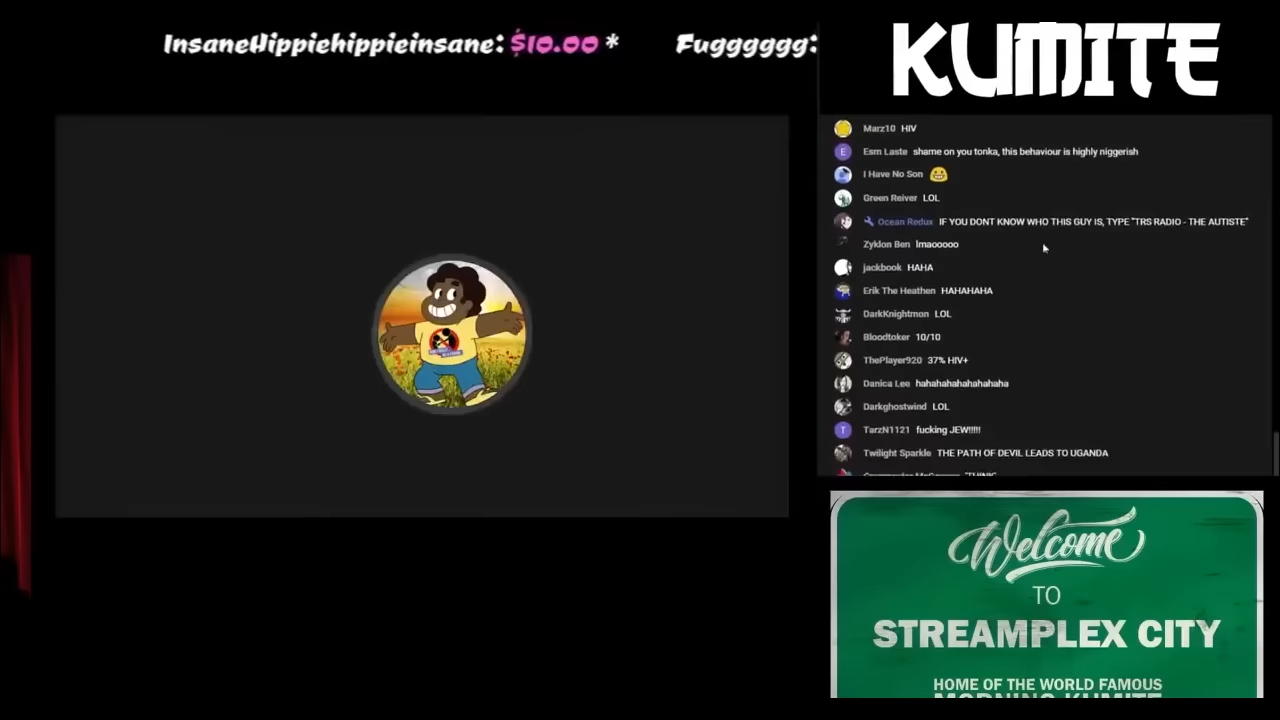 InsaneHippiehippieinsane: $10.00 * Fugggggg:
KUMITE
Marz10 HIV
Esm Laste shame on you tonka, this behaviour is highly niggerish
I Have No Son
Green Reiver LOL
Ocean Redux IF YOU DONT KNOW WHO THIS GUY IS, TYPE "TRS RADIO - THE AUTISTE"
Zyklon Ben lmaooooo
jackbook HAHA
Erik The Heathen HAHAHAHA
DarkKnightmon LOL
Bloodtoker 10/10
ThePlayer920 37% HIV+
Danica Lee hahahahahahahahaha
Darkghostwind LOL
T TarzN1121 fucking JEW!!!!!
Twilight Sparkle THE PATH OF DEVIL LEADS TO UGANDA
Welcome
TO
STREAMPLEX CITY
HOME OF THE WORLD FAMOUS
MORNING KUMITE